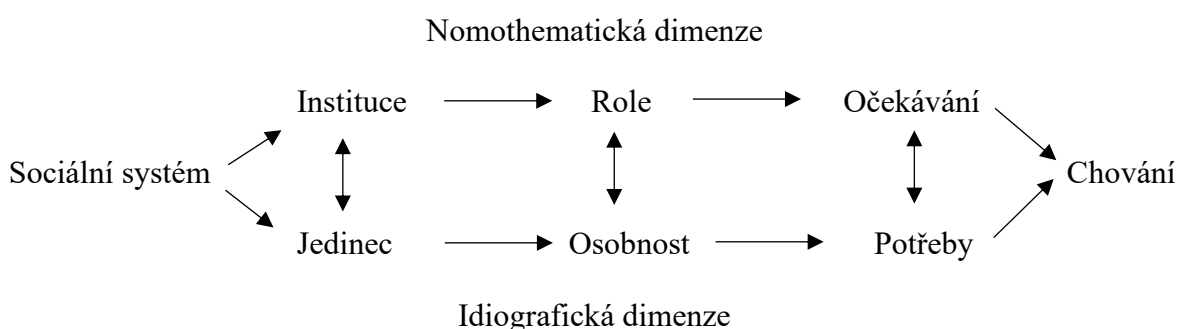 Nomothematická dimenze
Instituce Role Očekávání
Sociální systém Chování
Jedinec Osobnost Potřeby
Idiografická dimenze